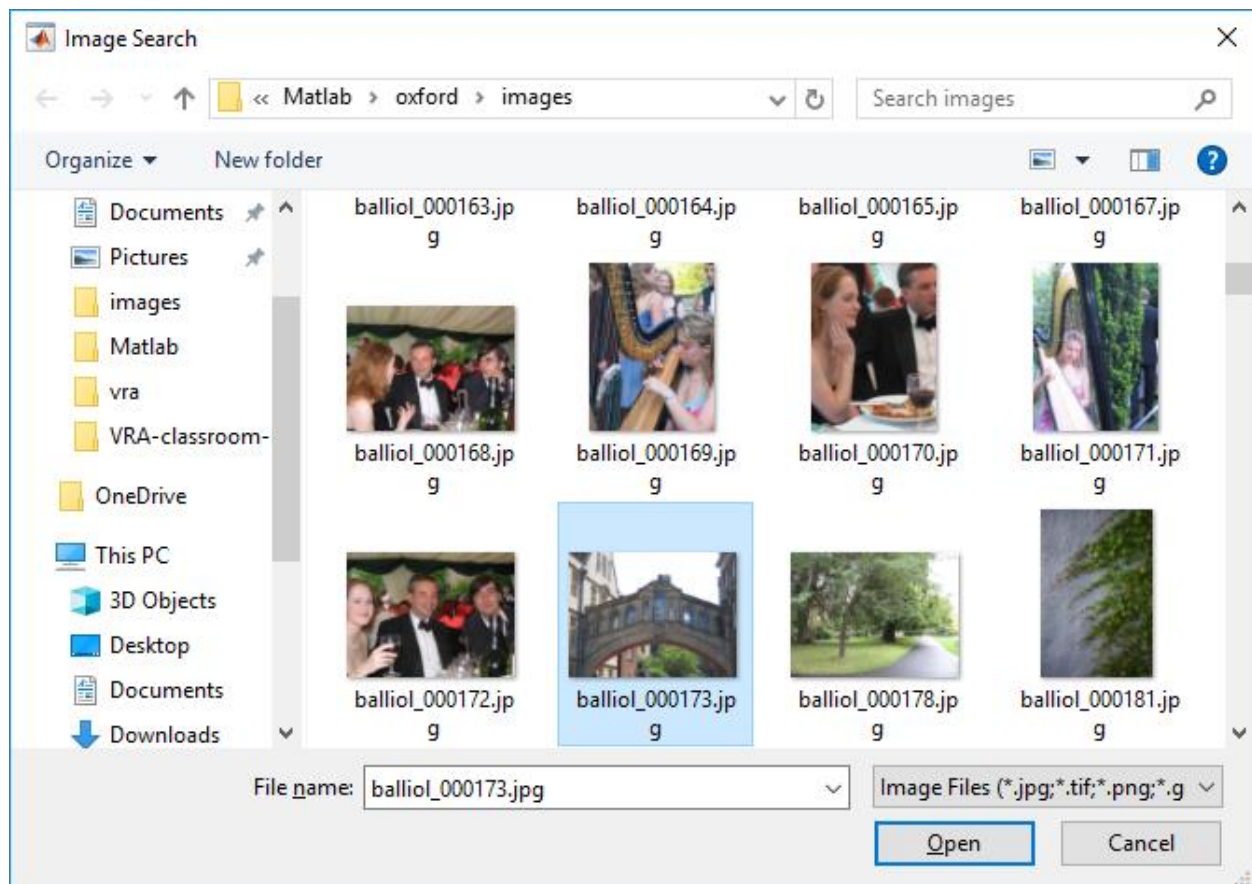 Image Search
« Matlab › oxford › images
Search images
Organize
New folder
Documents
Pictures
images
Matlab
vra
VRA-classroom-
OneDrive
This PC
3D Objects
Desktop
Documents
Downloads
balliol_000163.jp
g
balliol_000164.jp
g
balliol_000165.jp
g
balliol_000167.jp
g
balliol_000168.jp
g
balliol_000169.jp
g
balliol_000170.jp
g
balliol_000171.jp
g
balliol_000172.jp
g
balliol_000173.jp
g
balliol_000178.jp
g
balliol_000181.jp
g
File name: balliol_000173.jpg
Image Files (*.jpg;*.tif;*.png;*.g
Open
Cancel